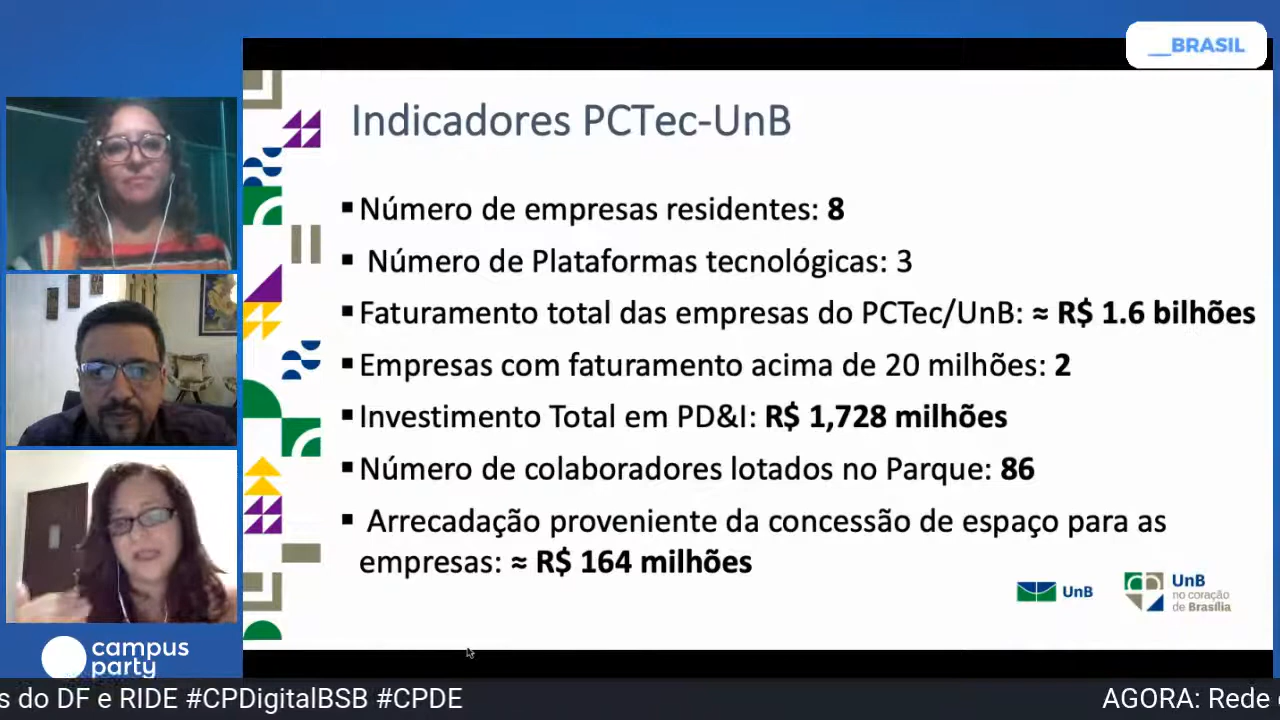 __BRASIL
Indicadores PCTec-UnB
▪Número de empresas residentes: 8
▪ Número de Plataformas tecnológicas: 3
▪Faturamento total das empresas do PCTec/UnB: ≈ R$ 1.6 bilhões
▪Empresas com faturamento acima de 20 milhões: 2
▪Investimento Total em PD&I: R$ 1,728 milhões
▪Número de colaboradores lotados no Parque: 86
▪ Arrecadação proveniente da concessão de espaço para as
empresas: ≈ R$ 164 milhões
UnB
UnB
no coração
de Brasília
campus
party
s do DF e RIDE #CPDigitalBSB #CPDE
AGORA: Rede